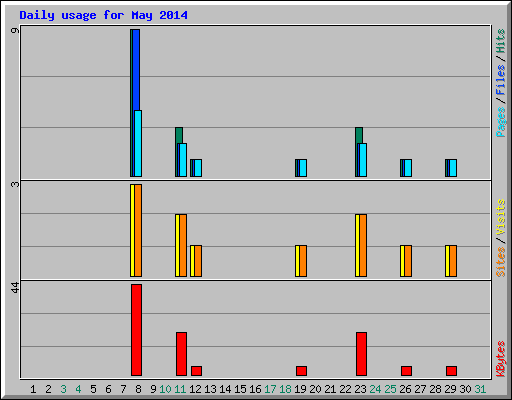 Daily usage for May 2014
9
3
44
Pages / Files / Hits
Sites / Visits
KBytes
1 2 3 4 5 6 7 8 9 10 11 12 13 14 15 16 17 18 19 20 21 22 23 24 25 26 27 28 29 30 31